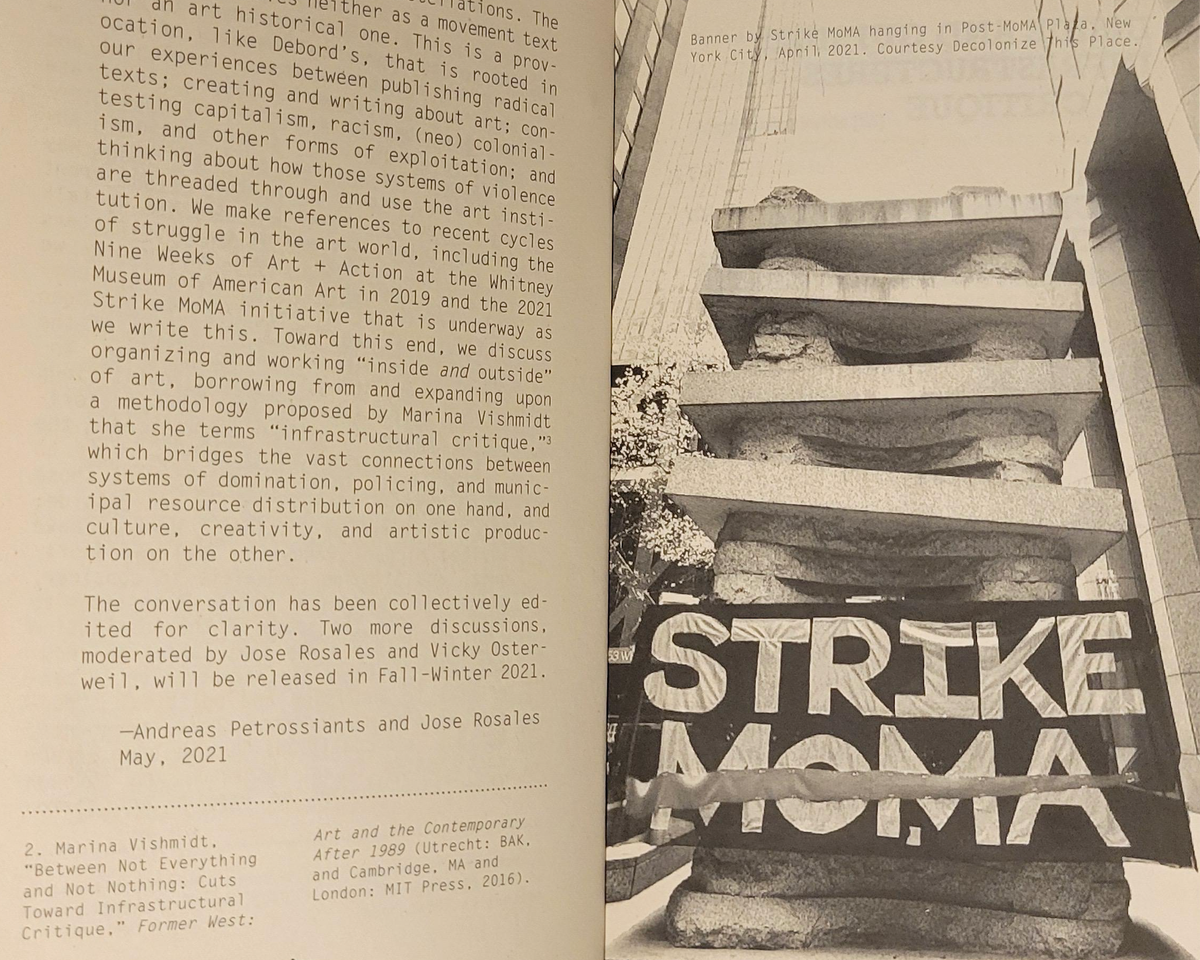 neither as a movement text
nor an art historical one. This is a prov-
ocation, like Debord's, that is rooted in
our experiences between publishing radical
texts; creating and writing about art; con-
testing capitalism, racism, (neo) colonial-
ism, and other forms of exploitation; and
thinking about how those systems of violence
are threaded through and use the art insti-
tution. We make references to recent cycles
of struggle in the art world, including the
Nine Weeks of Art + Action at the Whitney
Museum of American Art in 2019 and the 2021
Strike MoMA initiative that is underway as
we write this. Toward this end, we discuss
organizing and working “inside and outside”
of art, borrowing from and expanding upon
a methodology proposed by Marina Vishmidt
that she terms “infrastructural critique,”³
which bridges the vast connections between
systems of domination, policing, and munic-
ipal resource distribution on one hand, and
culture, creativity, and artistic produc-
tion on the other.
The conversation has been collectively ed-
ited for clarity. Two more discussions,
moderated by Jose Rosales and Vicky Oster-
weil, will be released in Fall-Winter 2021.
—Andreas Petrossiants and Jose Rosales
May, 2021
2. Marina Vishmidt,
“Between Not Everything
and Not Nothing: Cuts
Toward Infrastructural
Critique,” Former West:
Art and the Contemporary
After 1989 (Utrecht: BAK,
and Cambridge, MA and
London: MIT Press, 2016).
Banner by Strike MoMA hanging in Post-MoMA Plaza, New
York City, April 2021. Courtesy Decolonize This Place.
STRIKE
MOMA
53 W